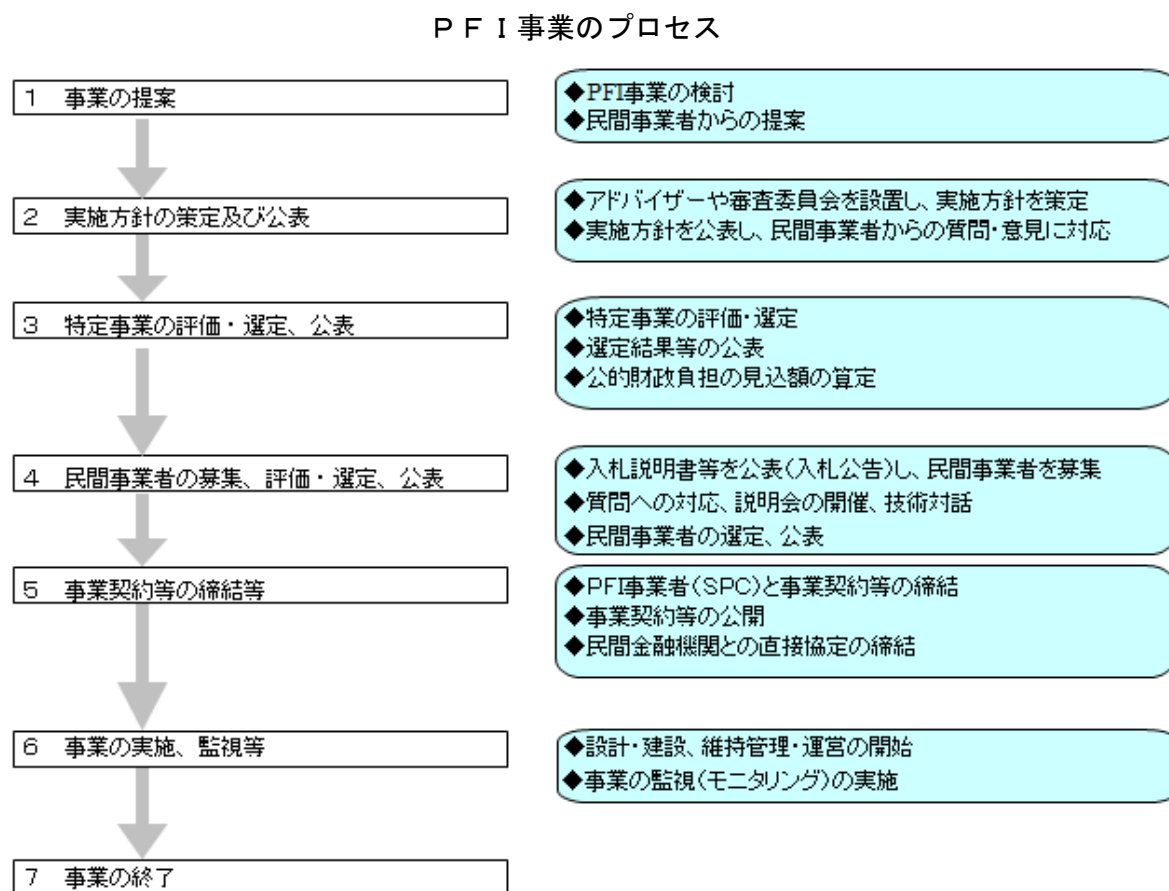 ＰＦＩ事業のプロセス
１　事業の提案
◆PFI事業の検討
◆民間事業者からの提案
２　実施方針の策定及び公表
◆アドバイザーや審査委員会を設置し、実施方針を策定
◆実施方針を公表し、民間事業者からの質問・意見に対応
３　特定事業の評価・選定、公表
◆特定事業の評価・選定
◆選定結果等の公表
◆公的財政負担の見込額の算定
４　民間事業者の募集、評価・選定、公表
◆入札説明書等を公表（入札公告）し、民間事業者を募集
◆質問への対応、説明会の開催、技術対話
◆民間事業者の選定、公表
５　事業契約等の締結等
◆PFI事業者（SPC）と事業契約等の締結
◆事業契約等の公開
◆民間金融機関との直接協定の締結
６　事業の実施、監視等
◆設計・建設、維持管理・運営の開始
◆事業の監視（モニタリング）の実施
７　事業の終了